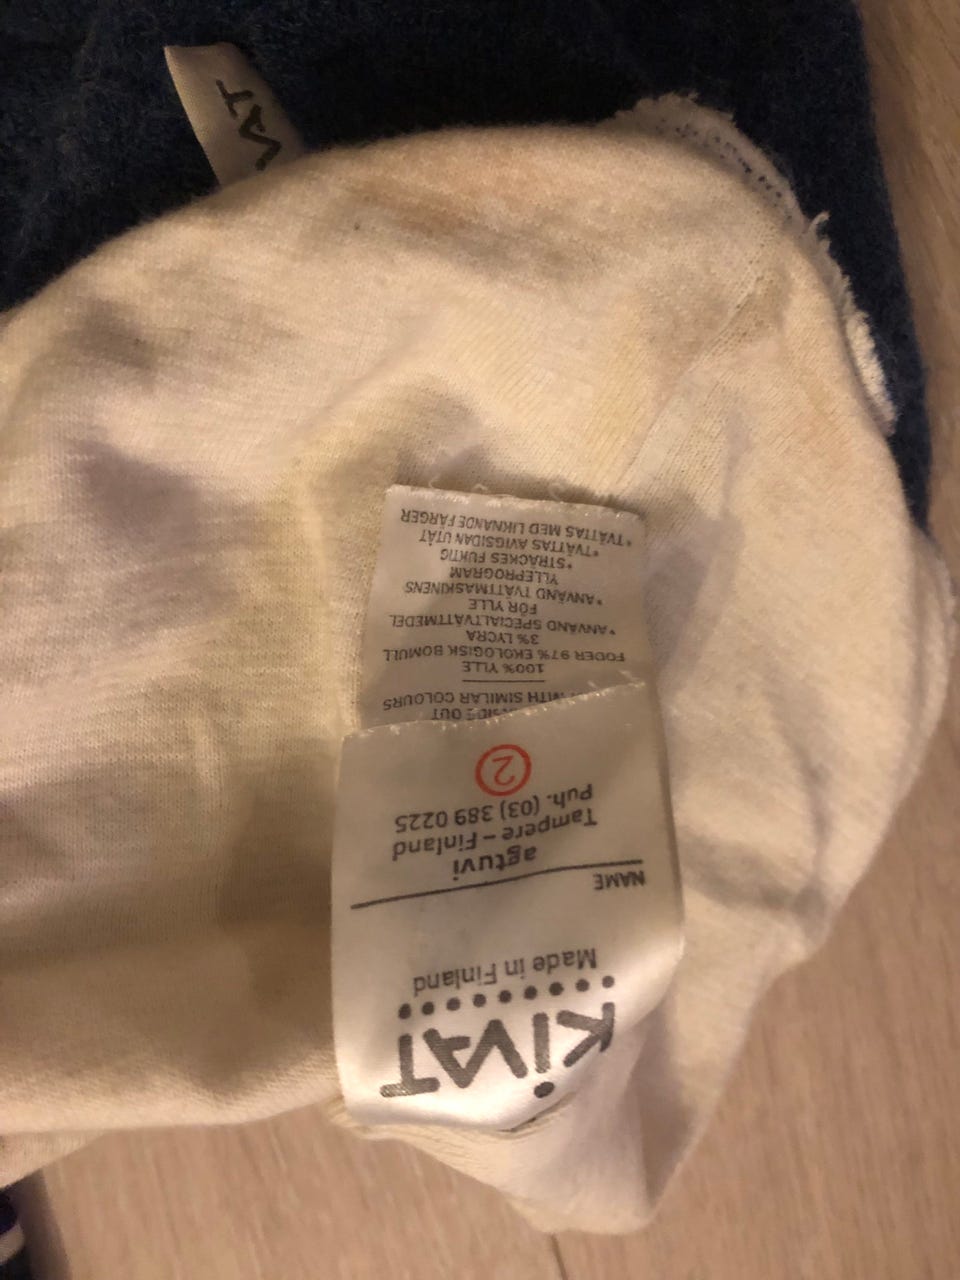 KIVAT
Made in Finland
NAME
agtuvi
Tampere – Finland
Puh. (03) 389 0225
2
OUT
WITH SIMILAR COLOURS
100% YLLE
FODER 97% EKOLOGISK BOMULL
3% LYCRA
*ANVÄND SPECIALTVÄTTMEDEL
FÖR YLLE
*ANVÄND TVÄTTMASKINENS
YLLEPROGRAM
*STRÄCKES FUKTIG
*TVÄTTAS AVIGSIDAN UTÅT
*TVÄTTAS MED LIKNANDE FÄRGER
VAT